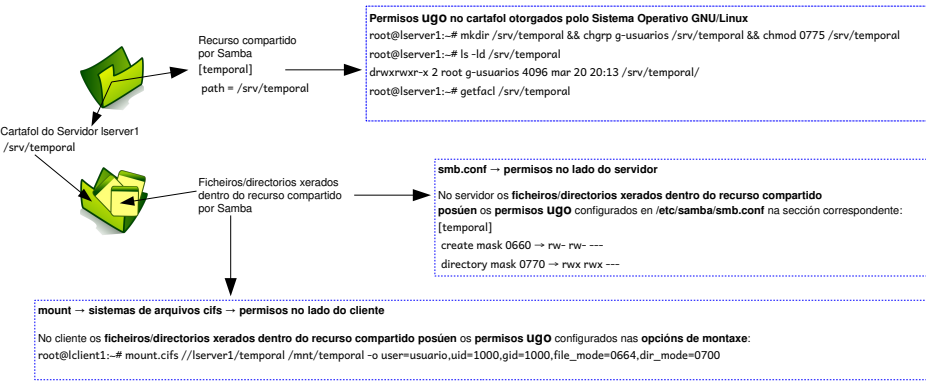 Recurso compartido
por Samba
[temporal]
path = /srv/temporal
Permisos ugo no cartafol otorgados polo Sistema Operativo GNU/Linux
root@lserver1:~# mkdir /srv/temporal && chgrp g-usuarios /srv/temporal && chmod 0775 /srv/temporal
root@lserver1:~# ls -ld /srv/temporal
drwxrwxr-x 2 root g-usuarios 4096 mar 20 20:13 /srv/temporal/
root@lserver1:~# getfacl /srv/temporal
Cartafol do Servidor lserver1
/srv/temporal
Ficheiros/directorios xerados
dentro do recurso compartido
por Samba
smb.conf → permisos no lado do servidor
No servidor os ficheiros/directorios xerados dentro do recurso compartido
posúen os permisos ugo configurados en /etc/samba/smb.conf na sección correspondente:
[temporal]
create mask 0660 → rw- rw- ---
directory mask 0770 → rwx rwx ---
mount → sistemas de arquivos cifs → permisos no lado do cliente
No cliente os ficheiros/directorios xerados dentro do recurso compartido posúen os permisos ugo configurados nas opcións de montaxe:
root@lclient1:~# mount.cifs //lserver1/temporal /mnt/temporal -o user=usuario,uid=1000,gid=1000,file_mode=0664,dir_mode=0700